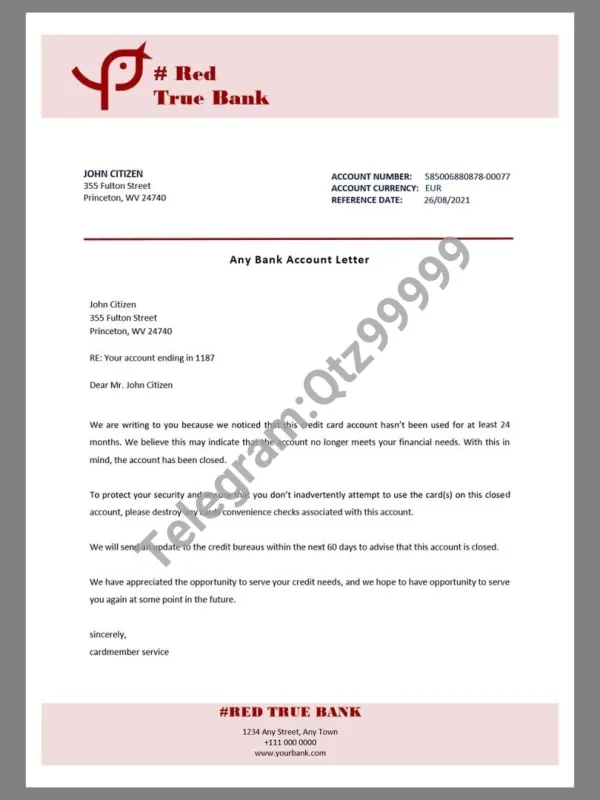 # Red
True Bank
JOHN CITIZEN
355 Fulton Street
Princeton, WV 24740
ACCOUNT NUMBER: 585006880878-00077
ACCOUNT CURRENCY: EUR
REFERENCE DATE: 26/08/2021
Any Bank Account Letter
John Citizen
355 Fulton Street
Princeton, WV 24740
RE: Your account ending in 1187
Dear Mr. John Citizen
We are writing to you because we noticed that this credit card account hasn’t been used for at least 24
months. We believe this may indicate that the account no longer meets your financial needs. With this in
mind, the account has been closed.
To protect your security and ensure that you don’t inadvertently attempt to use the card(s) on this closed
account, please destroy any cards convenience checks associated with this account.
We will send an update to the credit bureaus within the next 60 days to advise that this account is closed.
We have appreciated the opportunity to serve your credit needs, and we hope to have opportunity to serve
you again at some point in the future.
sincerely,
cardmember service
#RED TRUE BANK
1234 Any Street, Any Town
+111 000 0000
www.yourbank.com
Telegram:Qtz99999